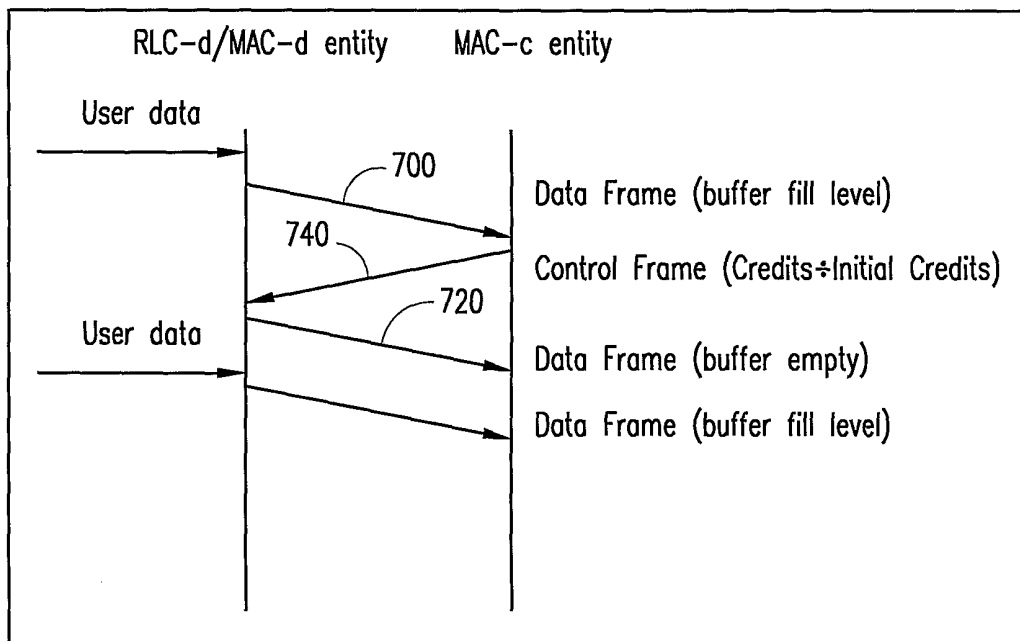 RLC-d/MAC-d entity MAC-c entity
User data
700
Data Frame (buffer fill level)
740
Control Frame (Credits÷Initial Credits)
720
User data
Data Frame (buffer empty)
Data Frame (buffer fill level)